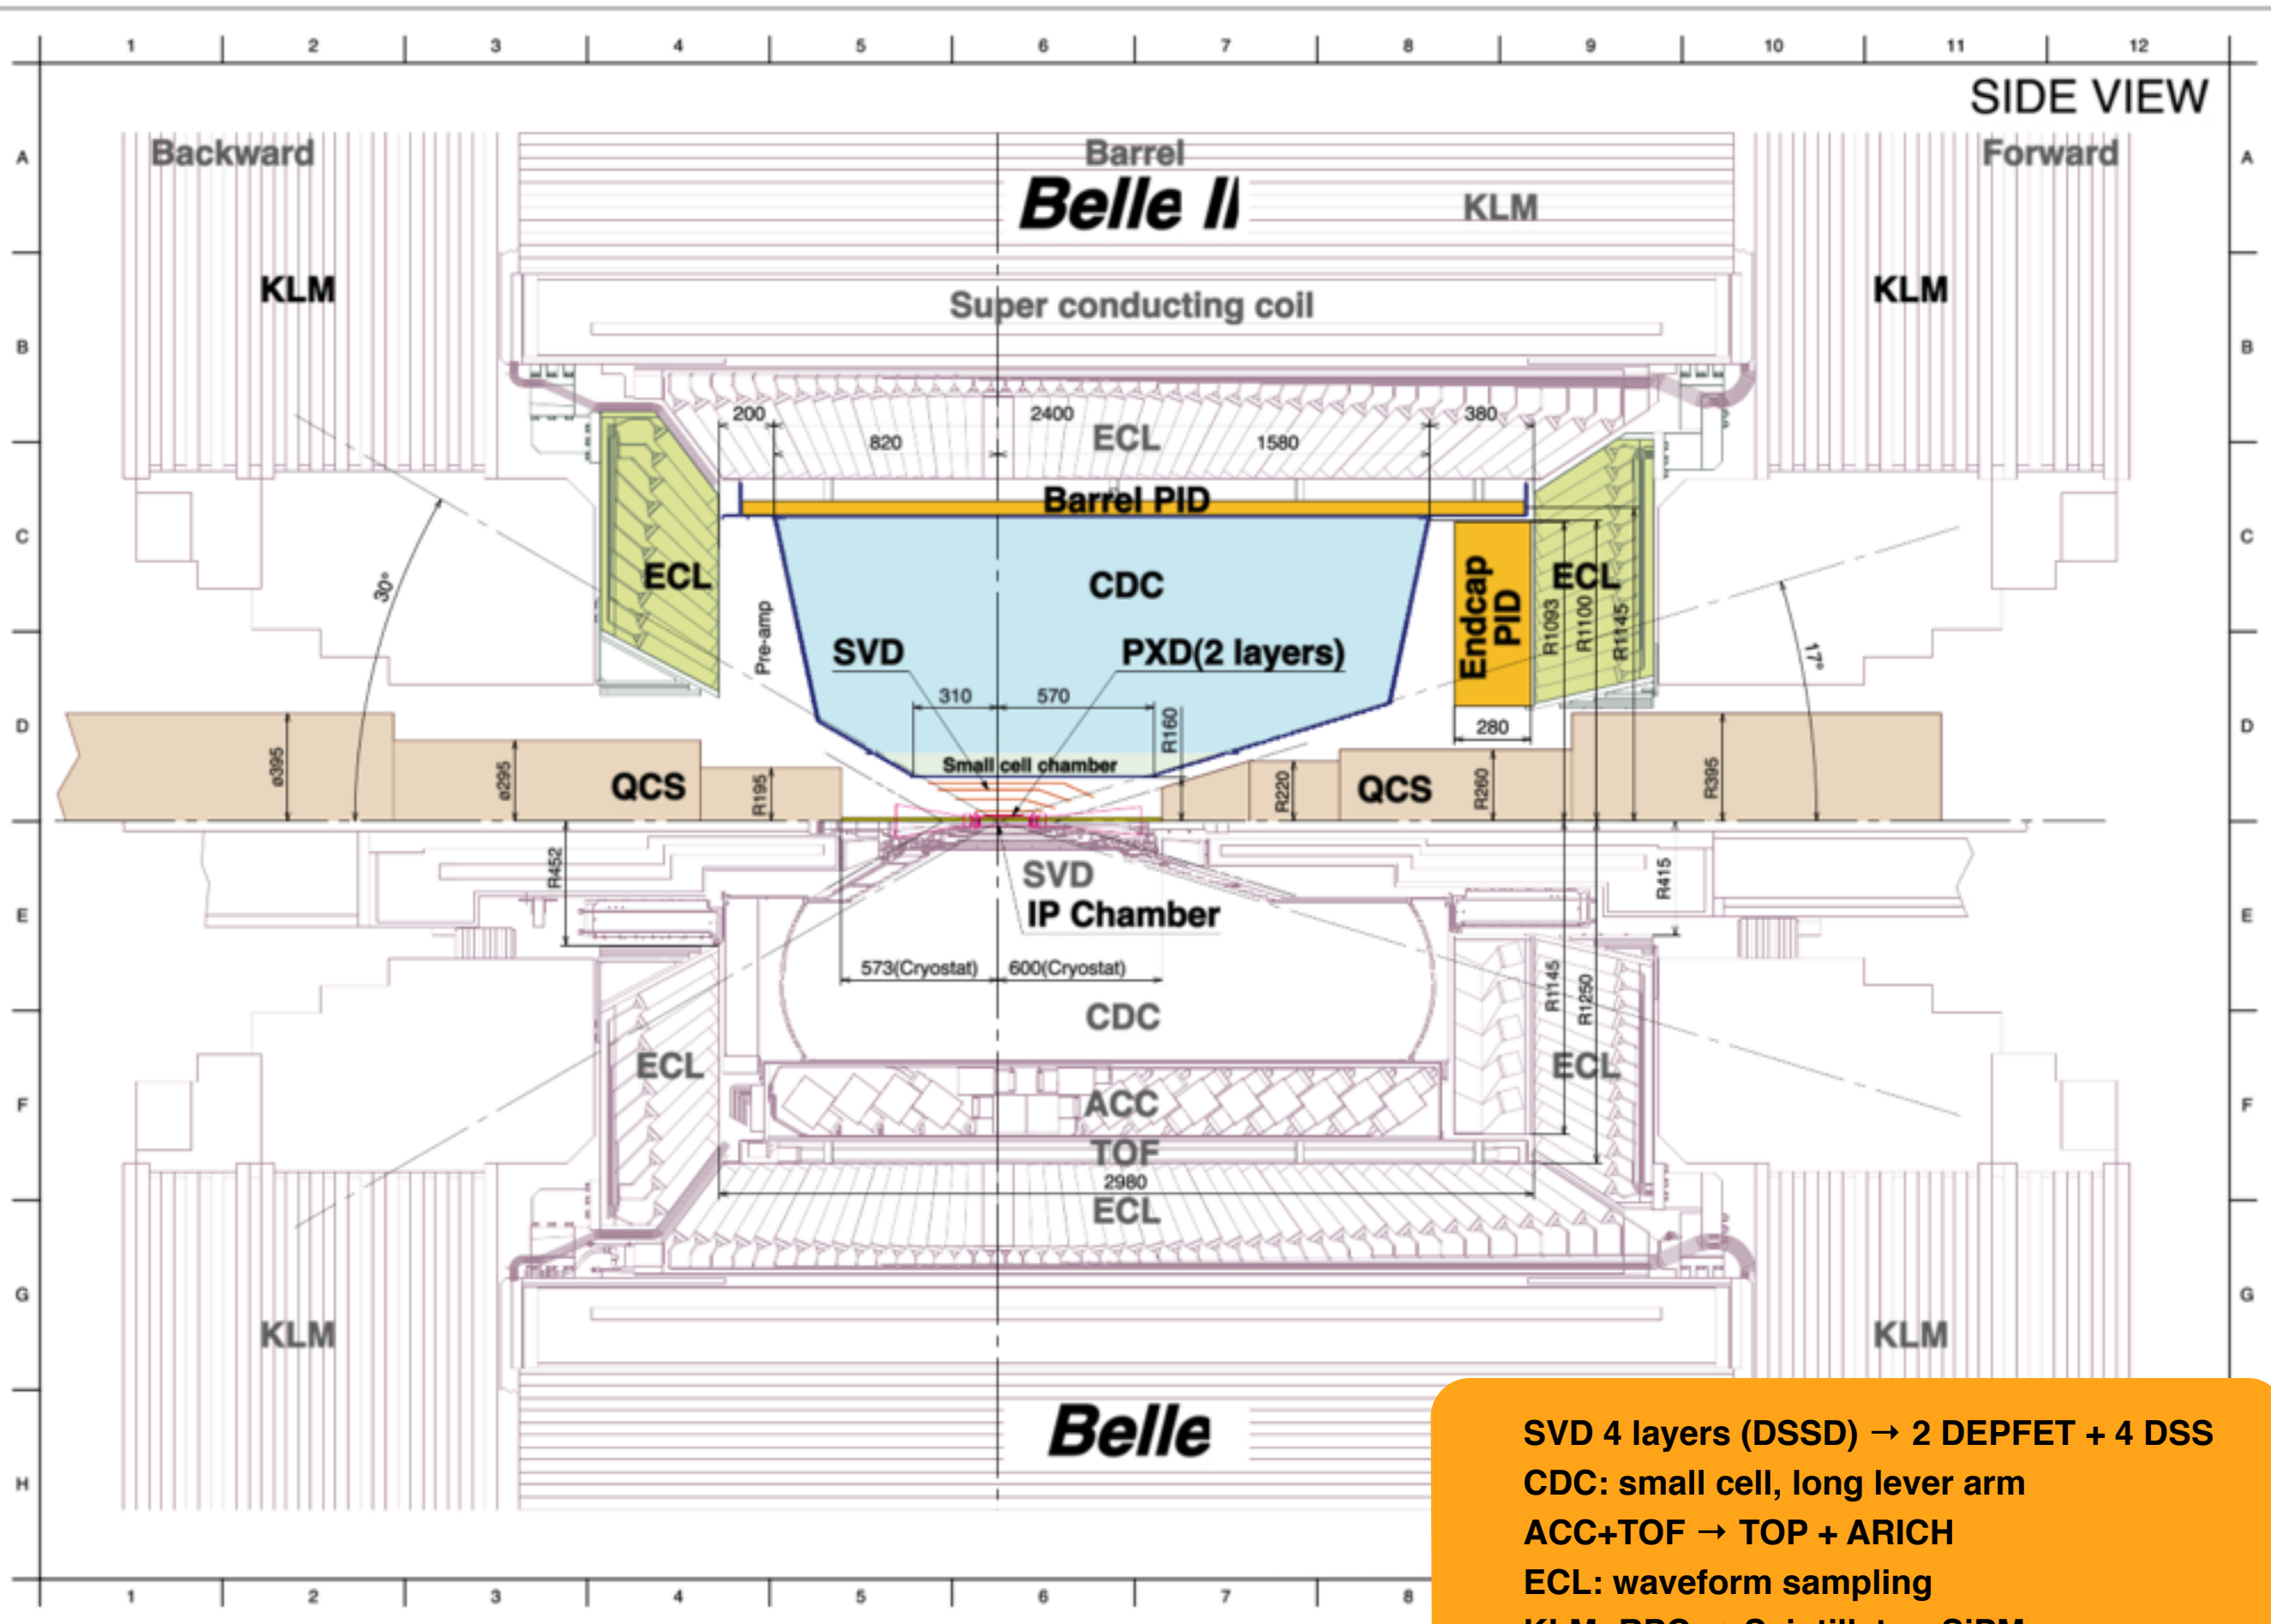 1 2 3 4 5 6 7 8 9 10 11 12
SIDE VIEW
A Backward Barrel Forward A
Belle II
KLM
KLM KLM
Super conducting coil
B B
200 2400 380
820 ECL 1580
Barrel PID
C C
ECL CDC Endcap PID ECL
30°
Pre-amp
R1093 R1100 R1145
17°
SVD PXD(2 layers)
310 570
D D
R160
280
Small cell chamber
ø395 ø295 QCS R195 R220 QCS R260 R395
R452 R415
SVD
E E
IP Chamber
573(Cryostat) 600(Cryostat)
R1145 R1250
CDC
ECL ECL
F ACC F
TOF
2980
ECL
G G
KLM KLM
Belle
H
SVD 4 layers (DSSD) → 2 DEPFET + 4 DSS
CDC: small cell, long lever arm
ACC+TOF → TOP + ARICH
ECL: waveform sampling
1 2 3 4 5 6 7 8